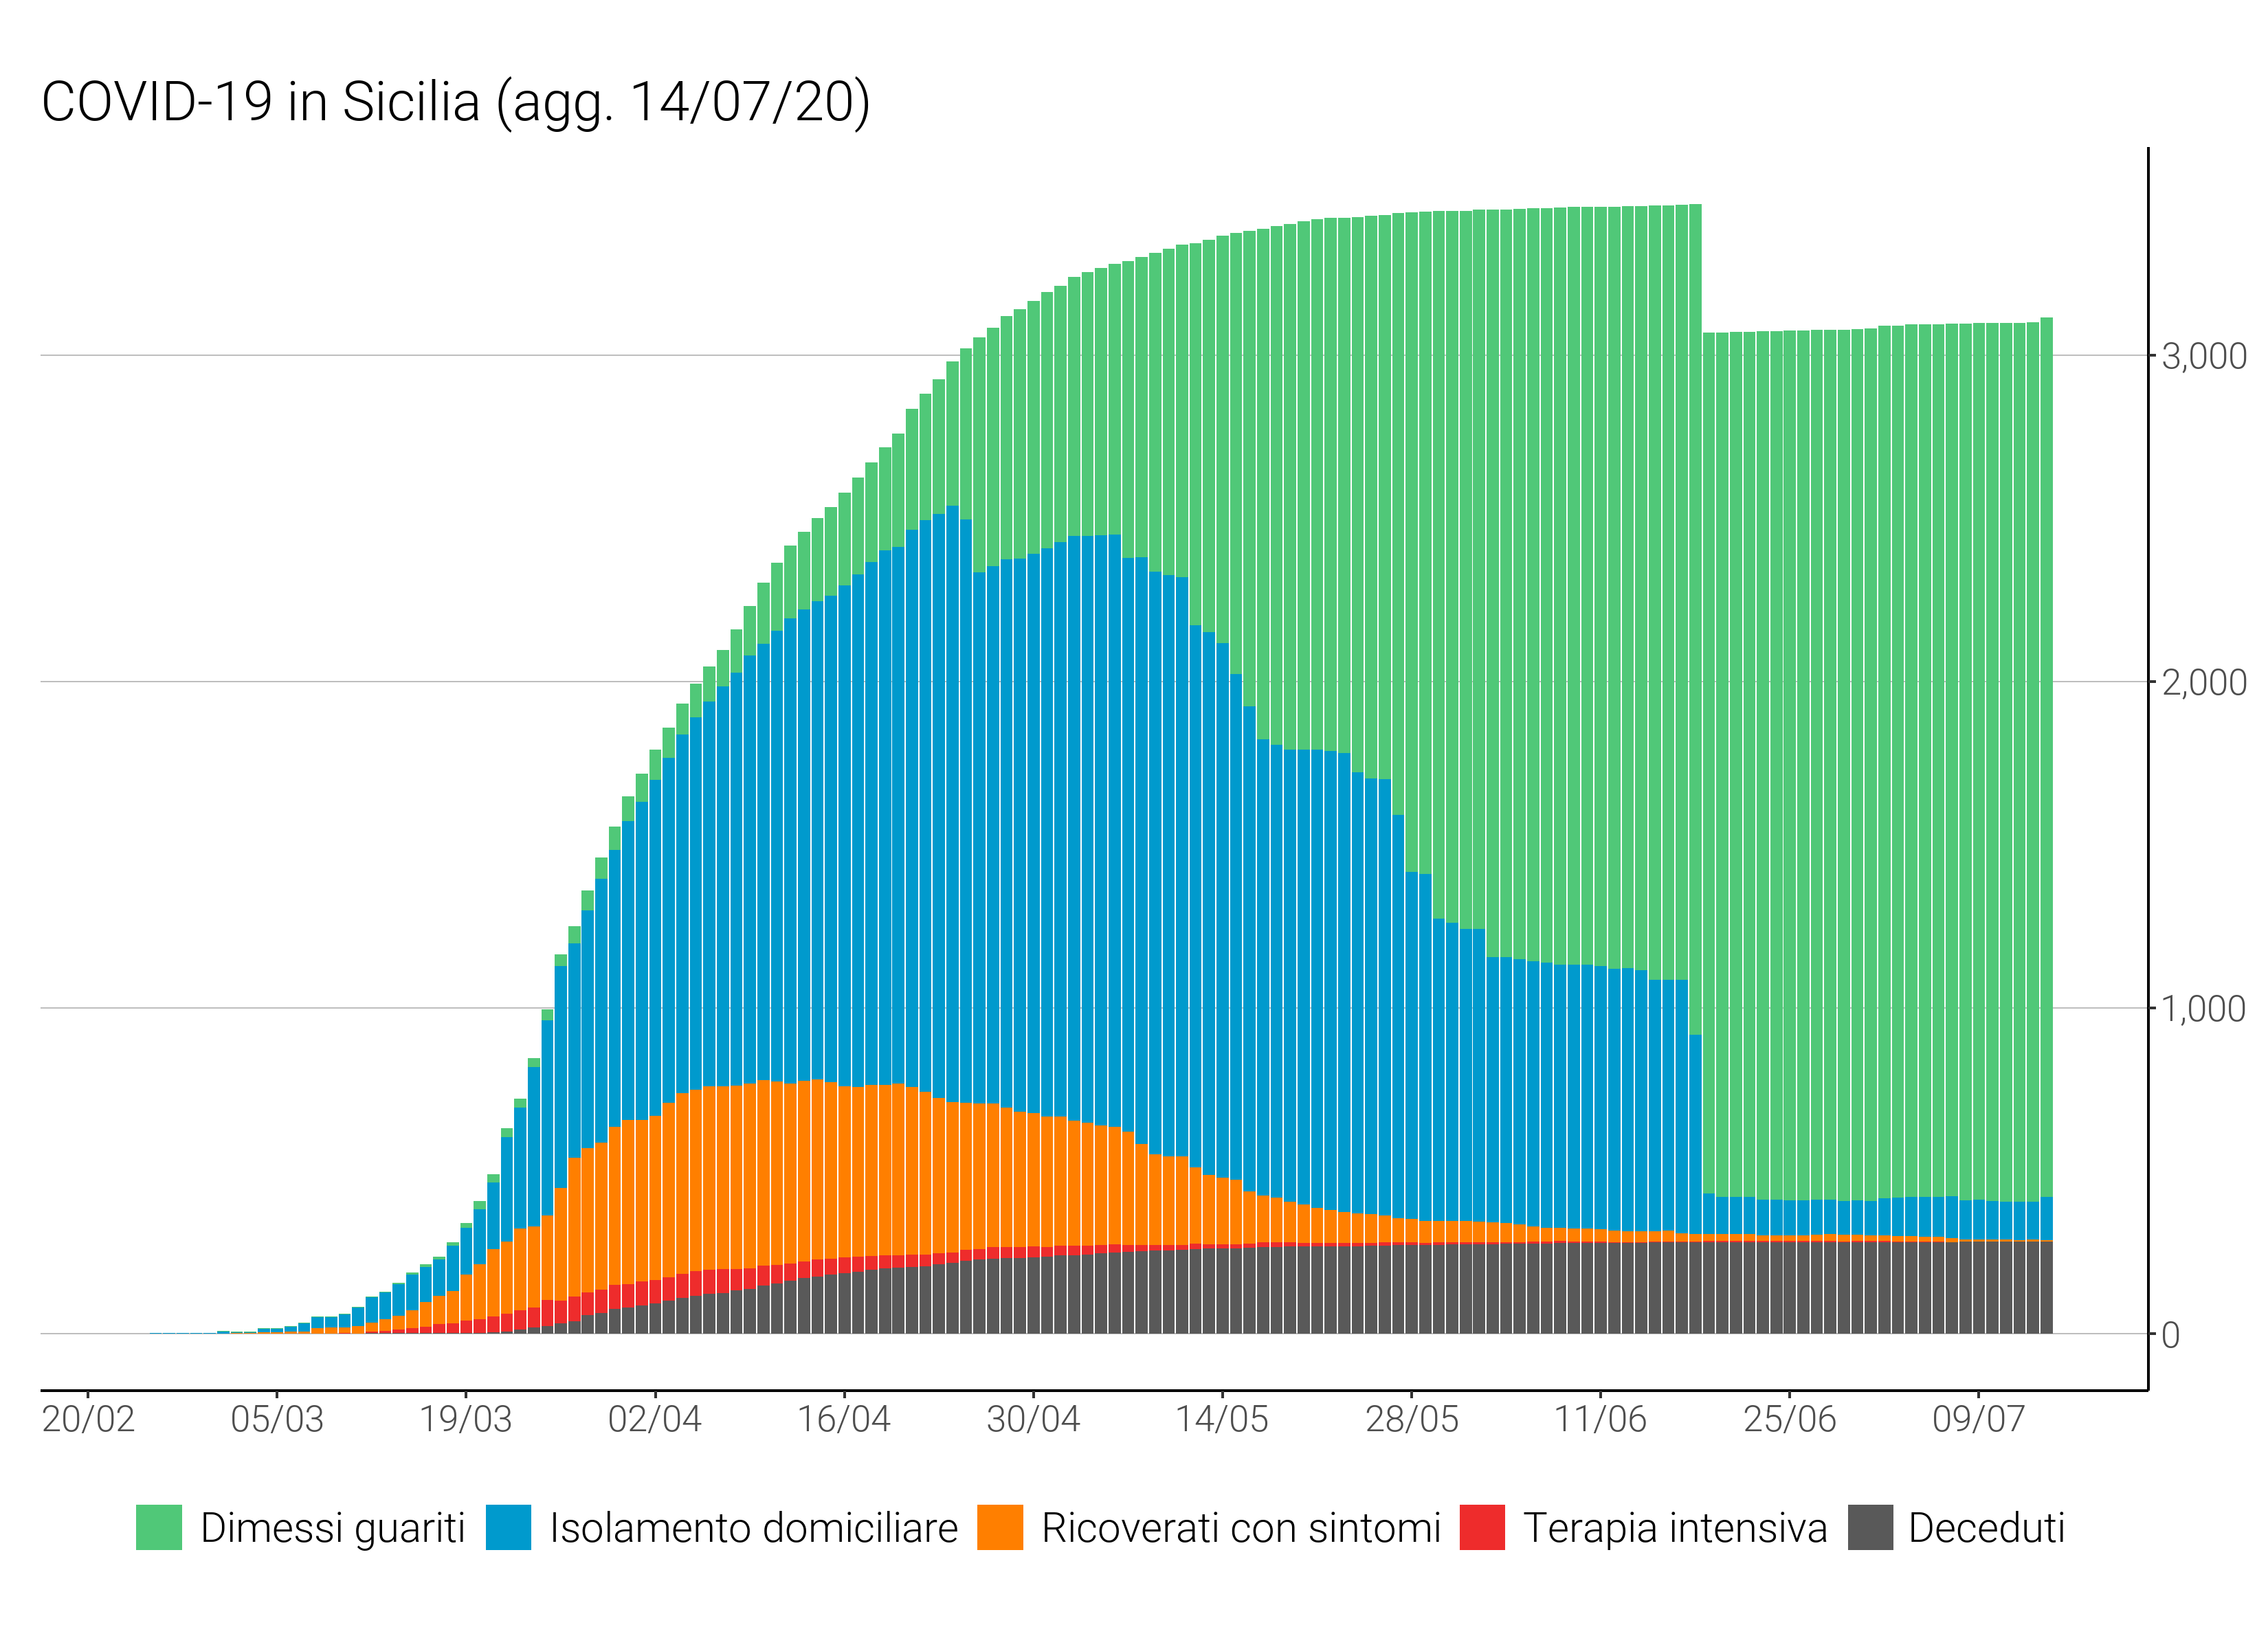 COVID-19 in Sicilia (agg. 14/07/20)
3,000
2,000
1,000
0
20/02 05/03 19/03 02/04 16/04 30/04 14/05 28/05 11/06 25/06 09/07
Dimessi guariti Isolamento domiciliare Ricoverati con sintomi Terapia intensiva Deceduti